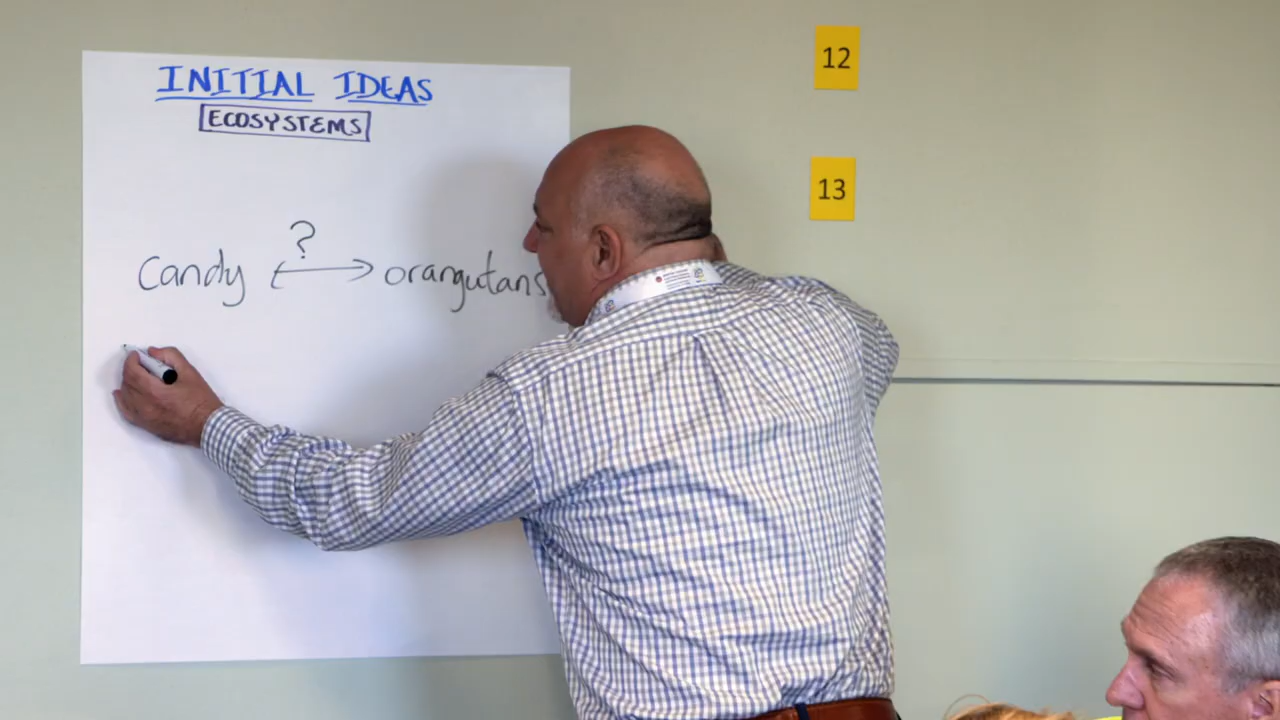 INITIAL IDEAS
ECOSYSTEMS
?
Candy ↔ orangutans
12
13